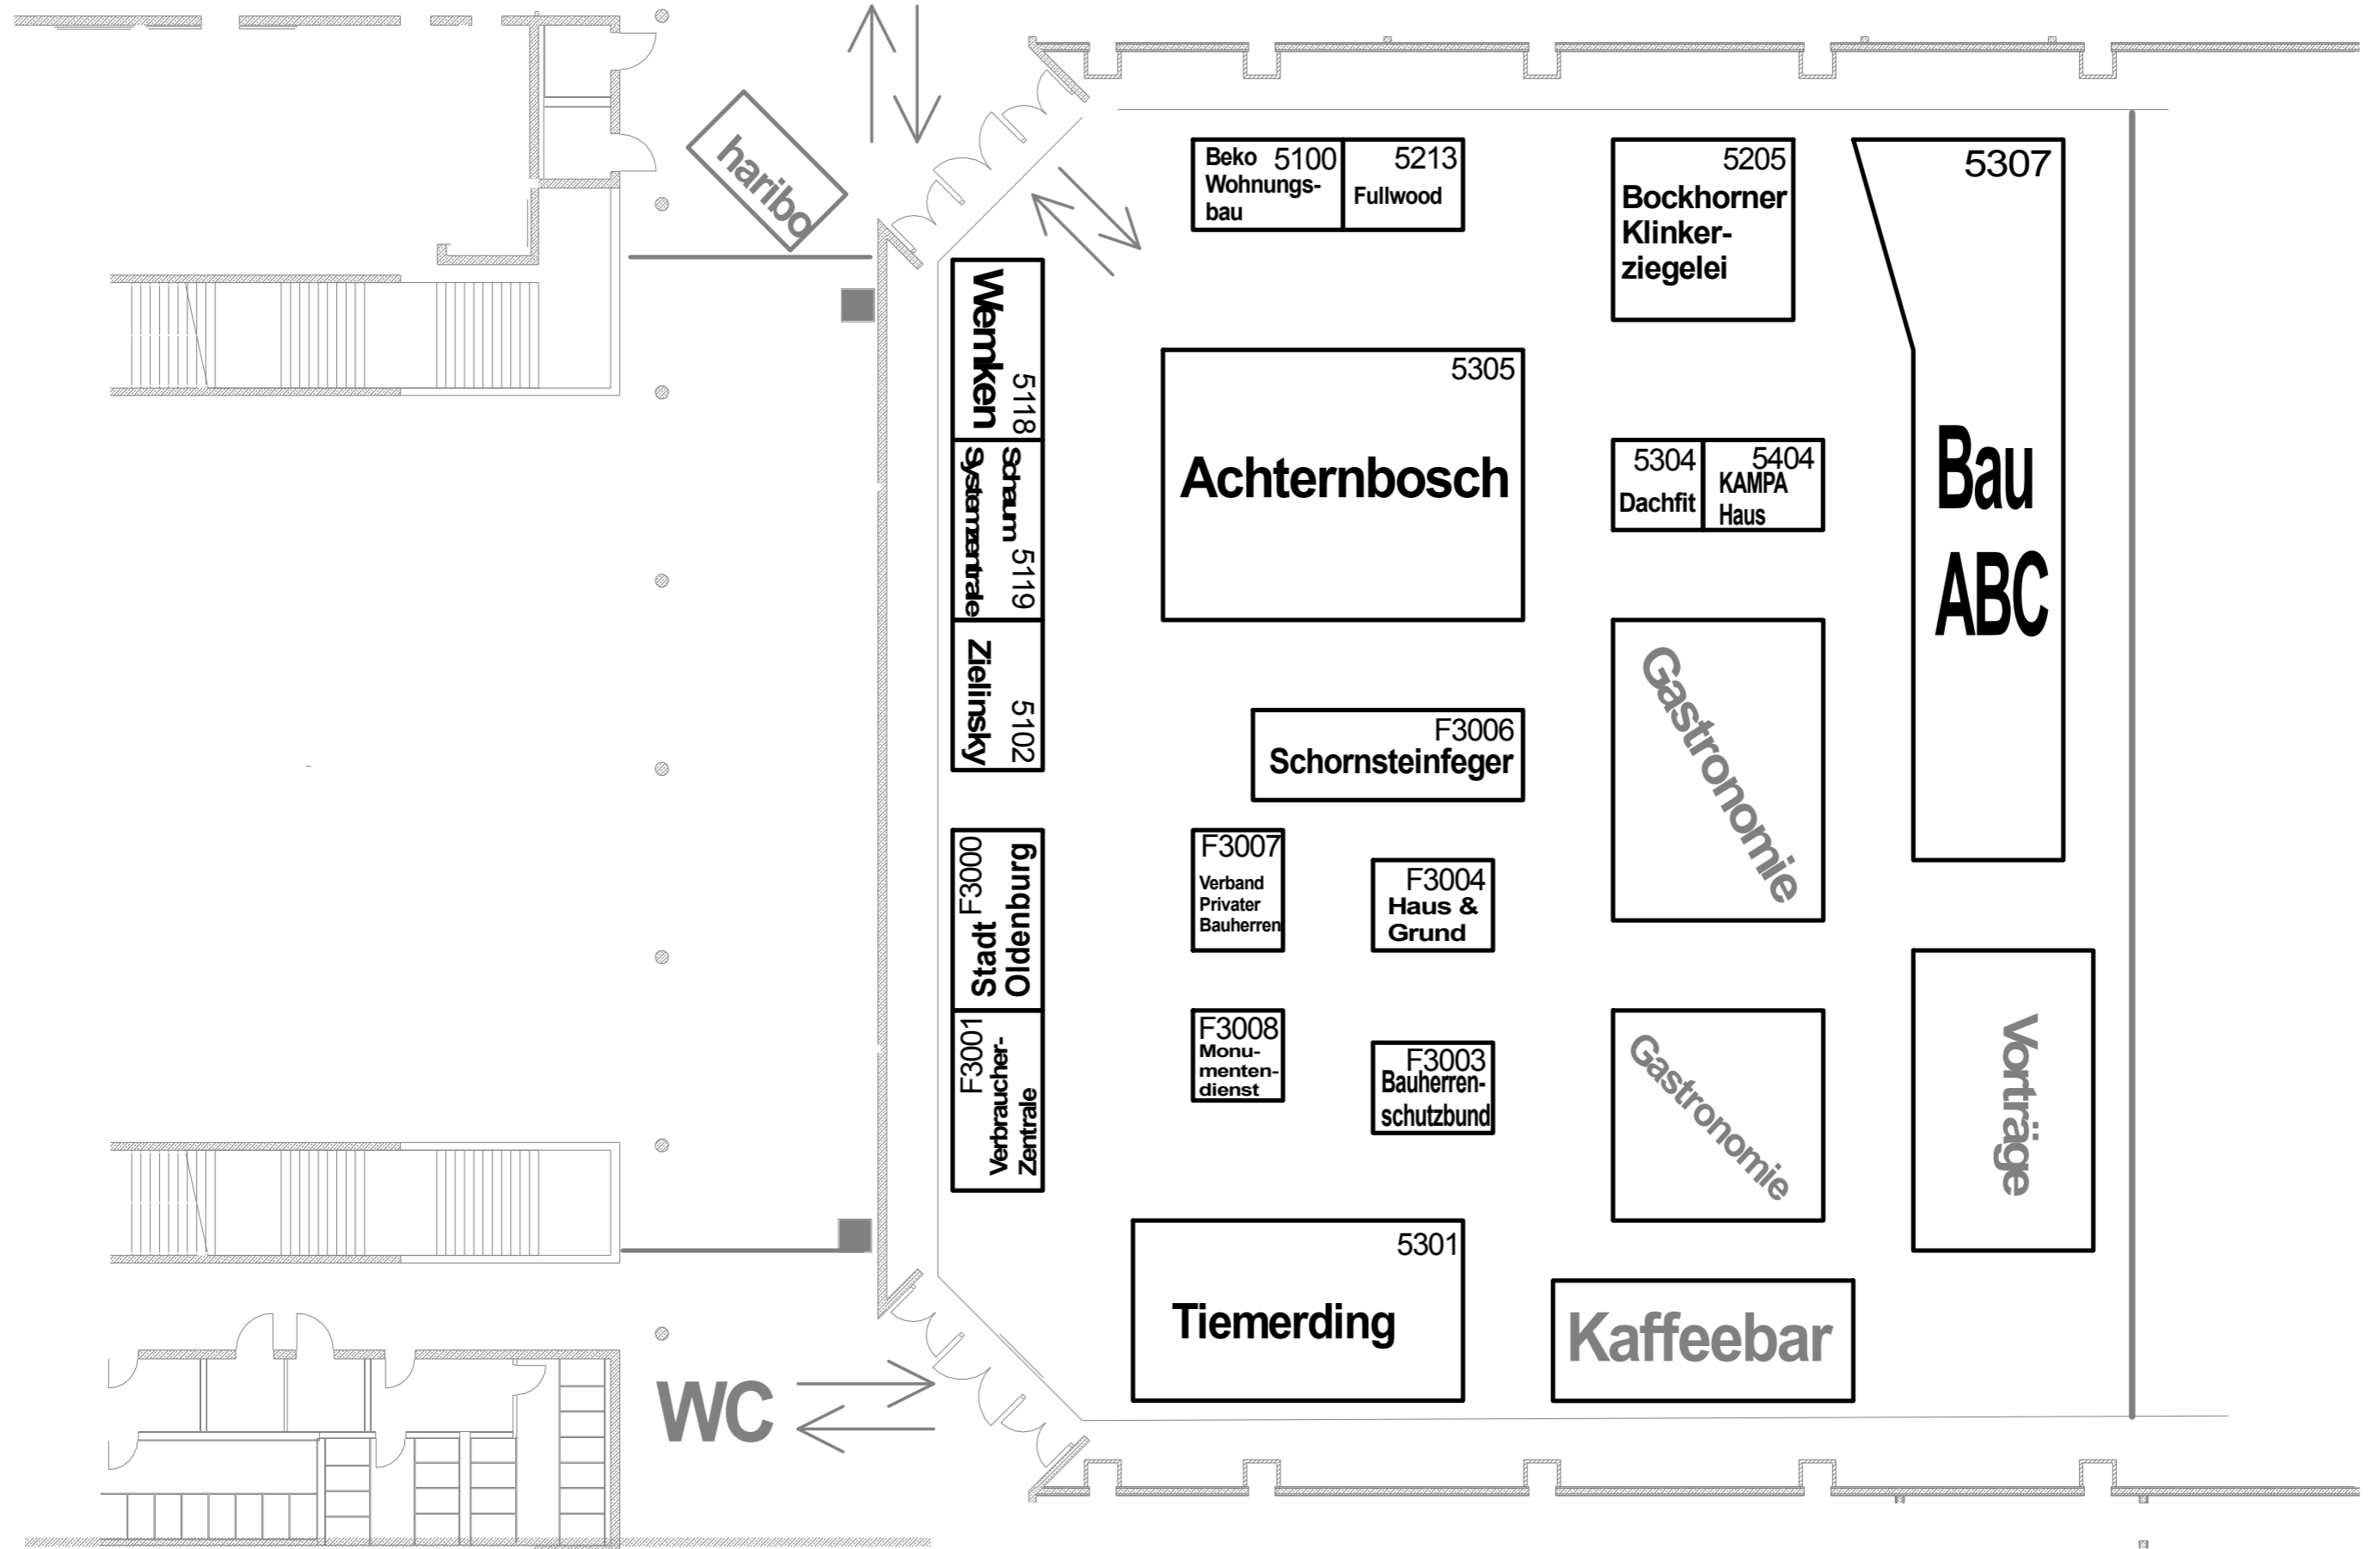 haribo
Beko 5100
Wohnungs-
bau
5213
Fullwood
5205
Bockhorner
Klinker-
ziegelei
5307
Bau
ABC
Wemken
5118
Schaum
Systemzentrale
5119
Zielinsky
5102
5305
Achternbosch
5304
Dachfit
5404
KAMPA
Haus
Gastronomie
F3006
Schornsteinfeger
F3000
Stadt
Oldenburg
F3007
Verband
Privater
Bauherren
F3004
Haus &
Grund
F3001
Verbraucher-
Zentrale
F3008
Monu-
menten-
dienst
F3003
Bauherren-
schutzbund
Gastronomie
Vorträge
5301
Tiemerding
Kaffeebar
WC